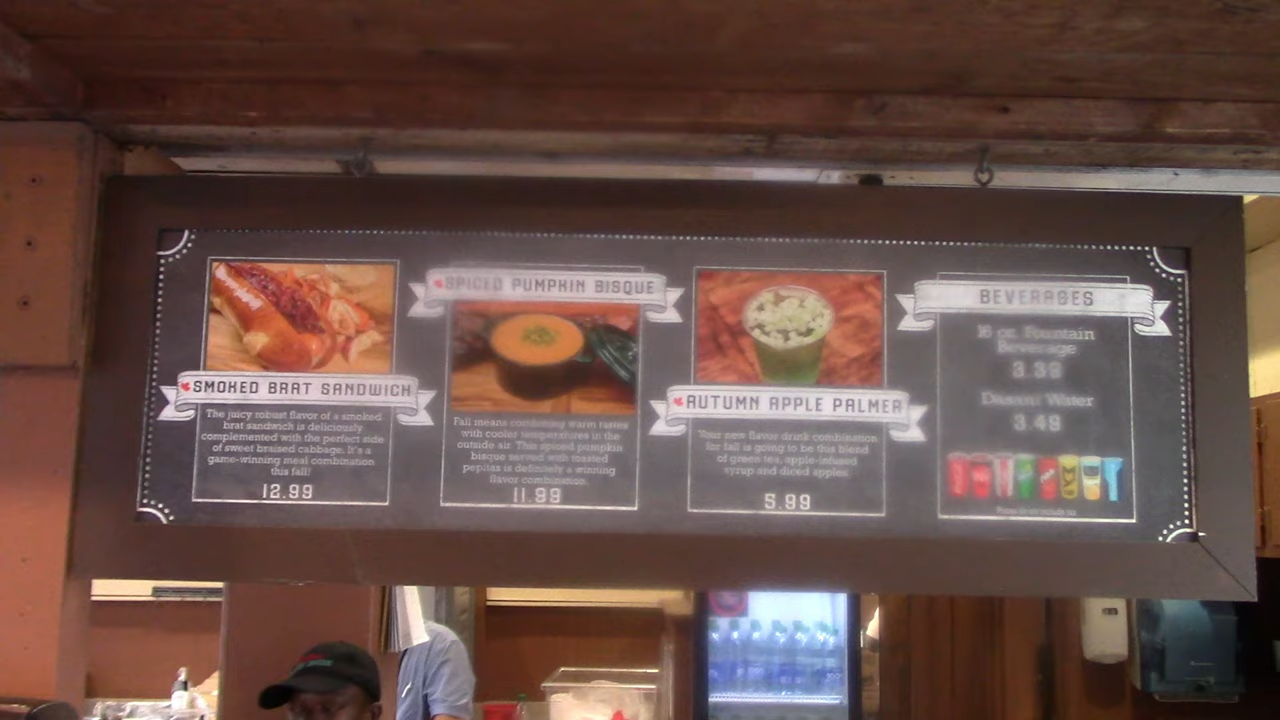 SMOKED BRAT SANDWICH
The juicy robust flavor of a smoked
brat sandwich is deliciously
complemented with the perfect side
of sweet braised cabbage. It's a
game-winning meal combination
this fall!
12.99
SPICED PUMPKIN BISQUE
Fall means combining warm tastes
with cooler temperatures in the
outside air. This spiced pumpkin
bisque served with toasted
pepitas is definitely a winning
flavor combination.
11.99
AUTUMN APPLE PALMER
Your new flavor drink combination
for fall is going to be this blend
of green tea, apple-infused
syrup and diced apples.
5.99
BEVERAGES
16 oz. Fountain
Beverage
3.39
Dasani Water
3.49